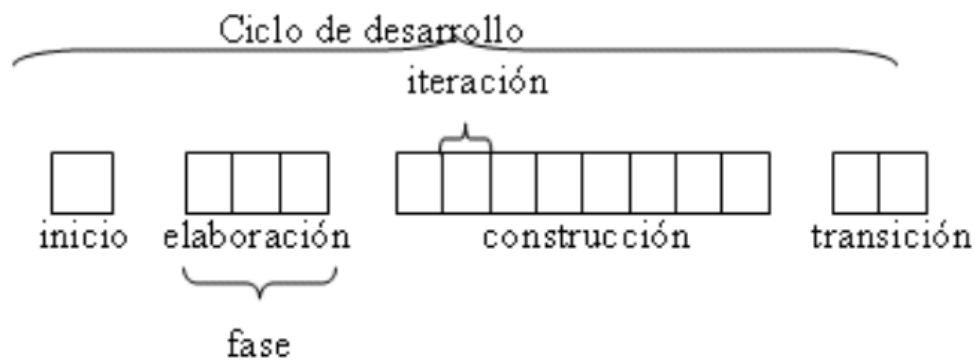 Ciclo de desarrollo
iteración
inicio elaboración construcción transición
fase